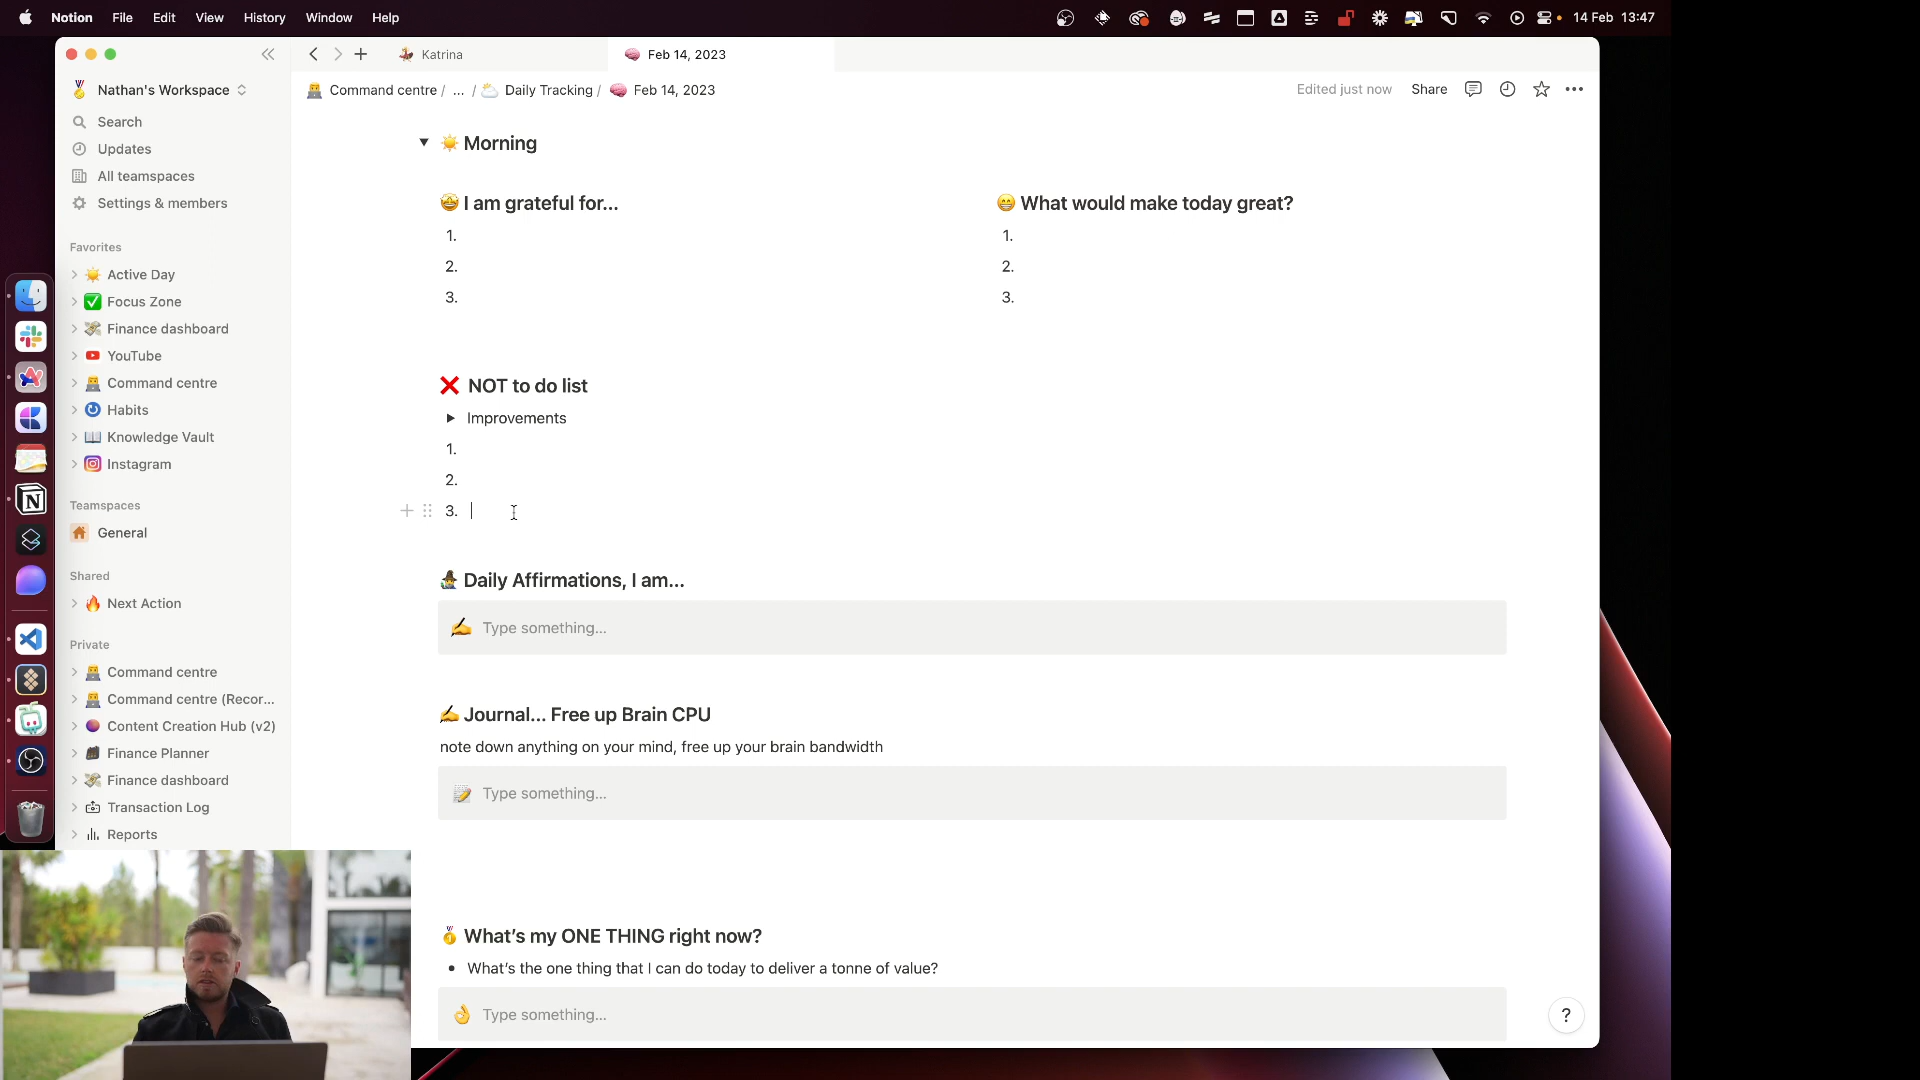 Notion File Edit View History Window Help
14 Feb 13:47
Katrina
Feb 14, 2023
Nathan's Workspace
Command centre / ... / Daily Tracking / Feb 14, 2023
Edited just now Share
Search
Updates
All teamspaces
Settings & members
Favorites
Active Day
Focus Zone
Finance dashboard
YouTube
Command centre
Habits
Knowledge Vault
Instagram
Teamspaces
General
Shared
Next Action
Private
Command centre
Command centre (Recor...
Content Creation Hub (v2)
Finance Planner
Finance dashboard
Transaction Log
Reports
Morning
I am grateful for...
1.
2.
3.
What would make today great?
1.
2.
3.
NOT to do list
Improvements
1.
2.
3.
Daily Affirmations, I am...
Type something...
Journal... Free up Brain CPU
note down anything on your mind, free up your brain bandwidth
Type something...
What's my ONE THING right now?
• What's the one thing that I can do today to deliver a tonne of value?
Type something...
?